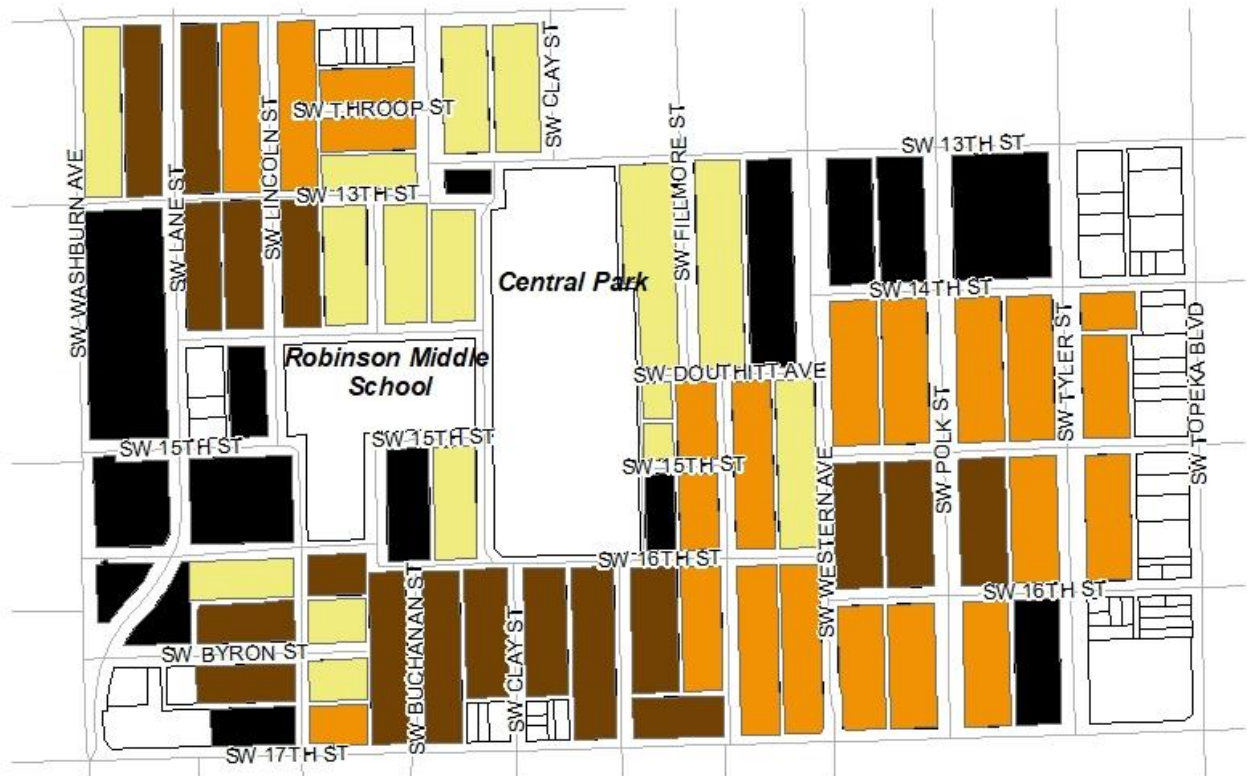 SW CLAY ST
SW THROOP ST
SW FILLMORE ST
SW 13TH ST
SW WASHBURN AVE
SW LANE ST
SW LINCOLN ST
SW 13TH ST
Central Park
SW 14TH ST
Robinson Middle
School
SW DOUTHITT AVE
SW TYLER ST
SW TOPEKA BLVD
SW POLK ST
SW 15TH ST
SW 15TH ST
SW 15TH ST
SW WESTERN AVE
SW 16TH ST
SW 16TH ST
SW BUCHANAN ST
SW CLAY ST
SW BYRON ST
SW 17TH ST